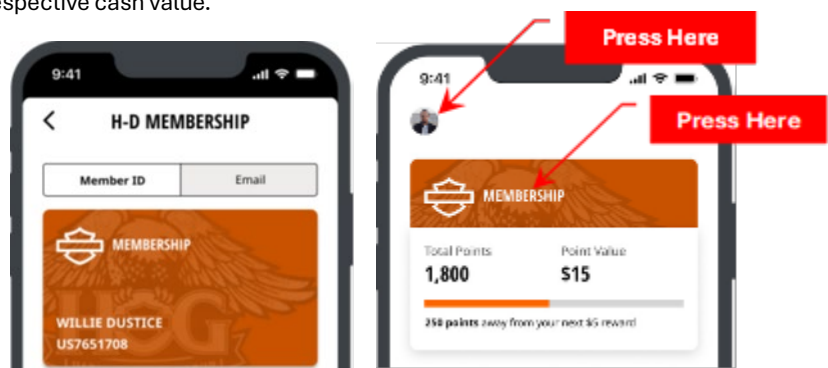 respective cash value.
9:41
H-D MEMBERSHIP
Member ID Email
MEMBERSHIP
HOG
WILLIE DUSTICE
US7651708
Press Here
9:41
Press Here
MEMBERSHIP
Total Points Point Value
1,800 $15
250 points away from your next $5 reward